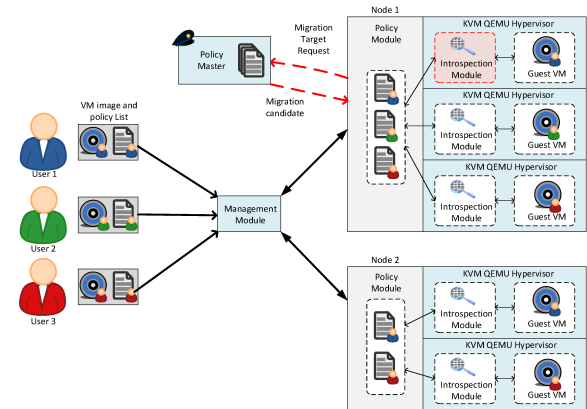 Node 1
Policy
Module
KVM QEMU Hypervisor
Introspection
Module
Guest VM
KVM QEMU Hypervisor
Introspection
Module
Guest VM
KVM QEMU Hypervisor
Introspection
Module
Guest VM
Migration
Target
Request
Policy
Master
Migration
candidate
VM image and
policy List
User 1
User 2
User 3
Management
Module
Node 2
Policy
Module
KVM QEMU Hypervisor
Introspection
Module
Guest VM
KVM QEMU Hypervisor
Introspection
Module
Guest VM